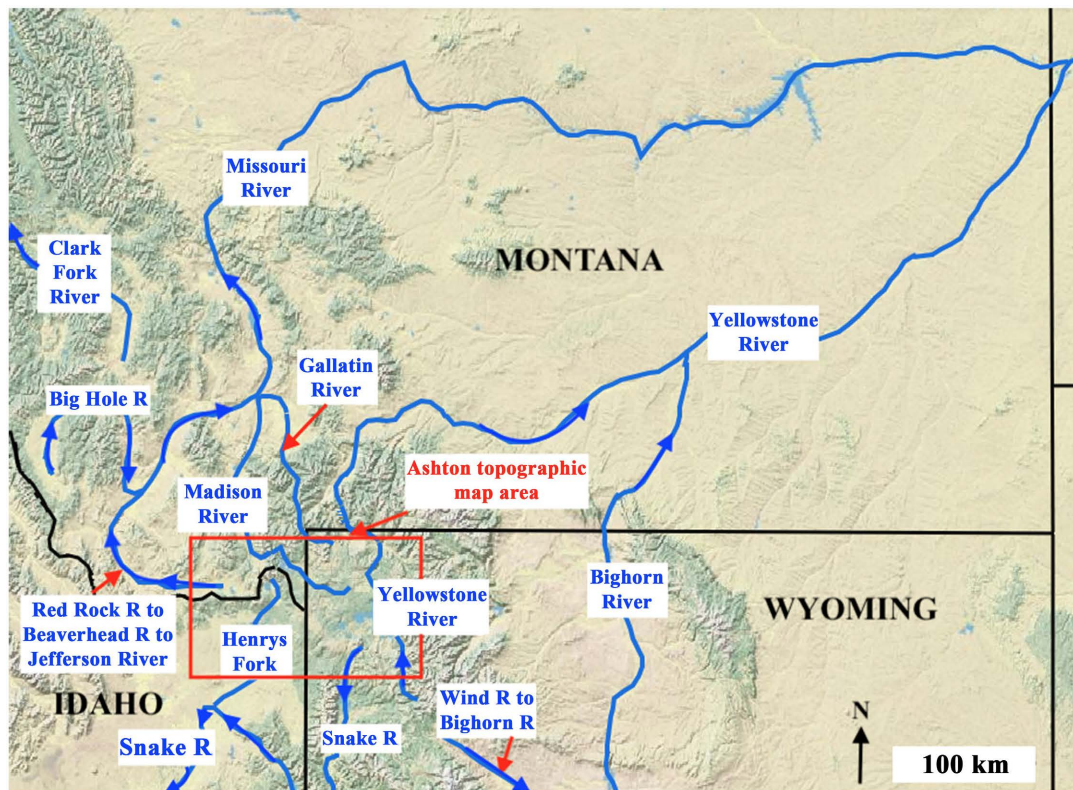 Missouri
River
Clark
Fork
River
MONTANA
Yellowstone
River
Gallatin
River
Big Hole R
Ashton topographic
map area
Madison
River
Red Rock R to
Beaverhead R to
Jefferson River
Henrys
Fork
Yellowstone
River
Bighorn
River
WYOMING
IDAHO
Snake R
Snake R
Wind R to
Bighorn R
N
100 km